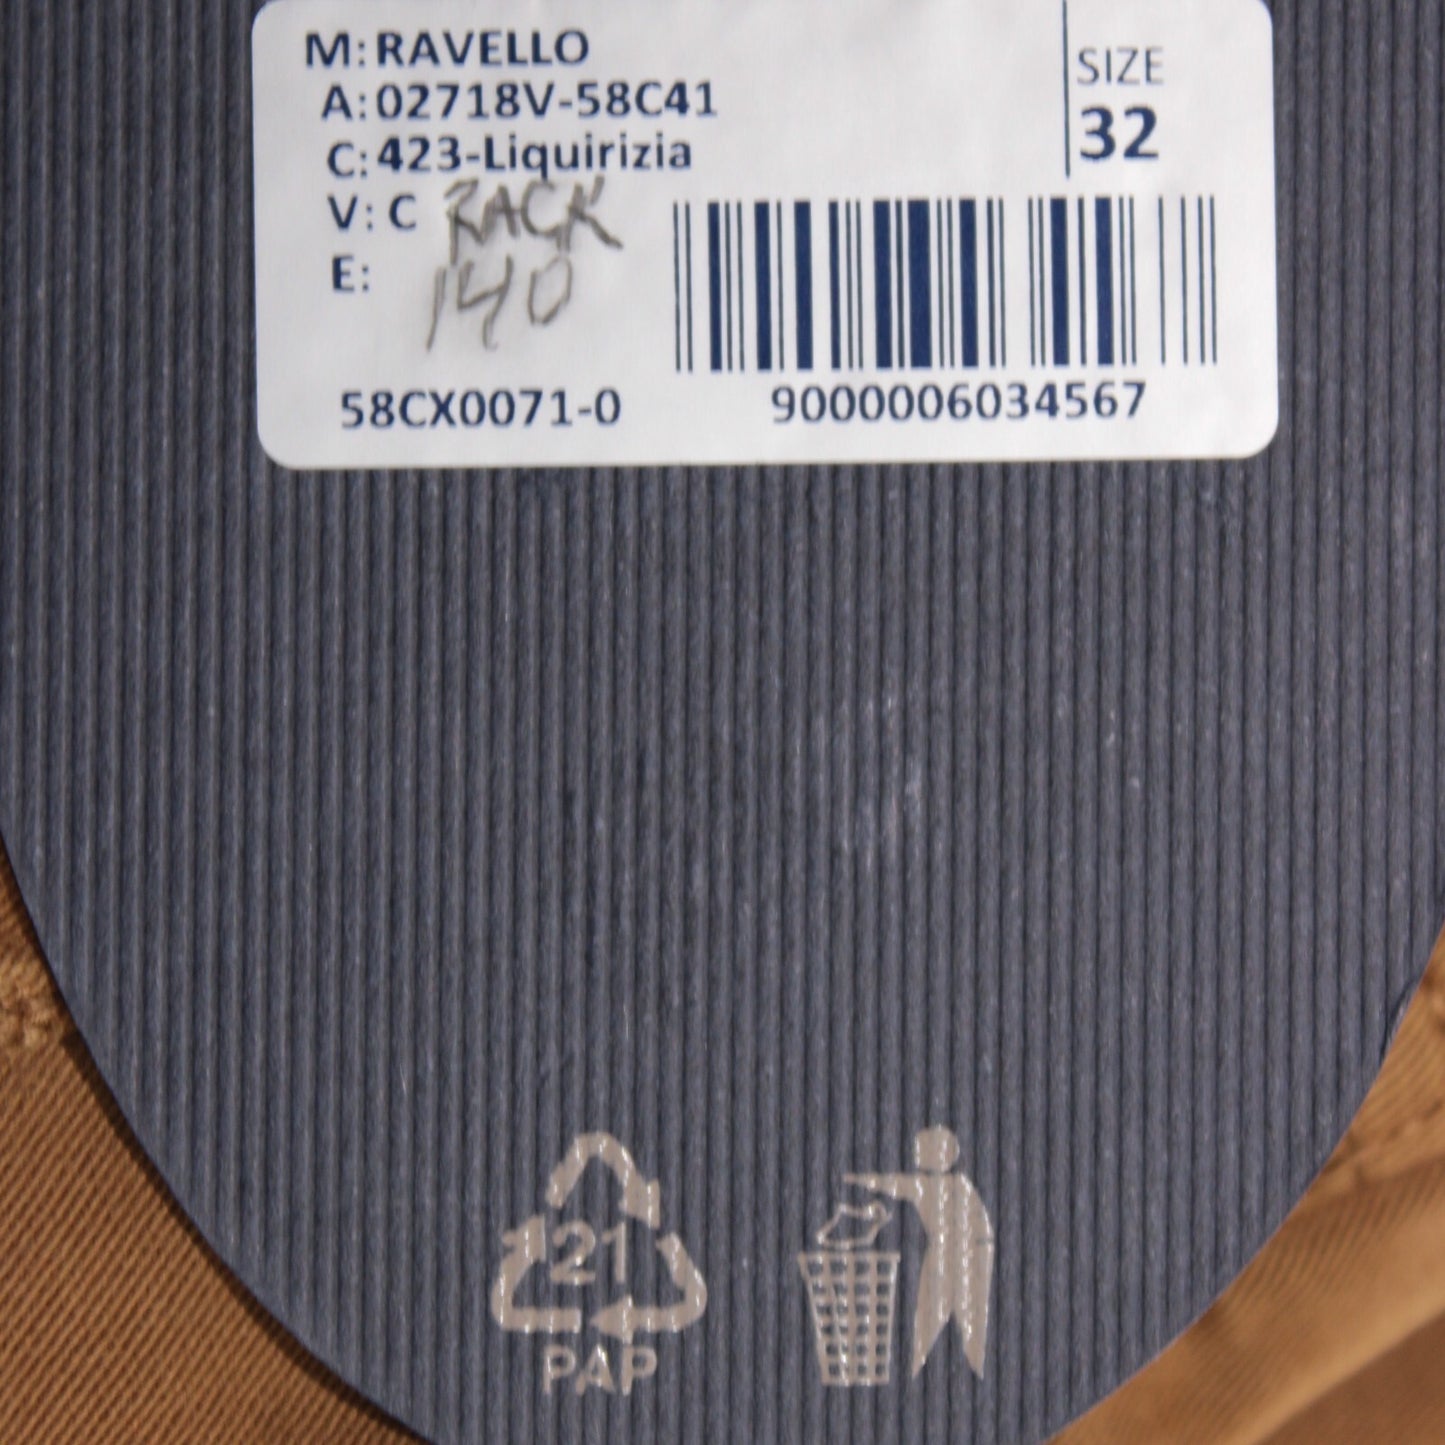 M: RAVELLO
A: 02718V-58C41
C: 423-Liquirizia
V: C
E:
RACK
140
SIZE
32
58CX0071-0
9000006034567
21
PAP